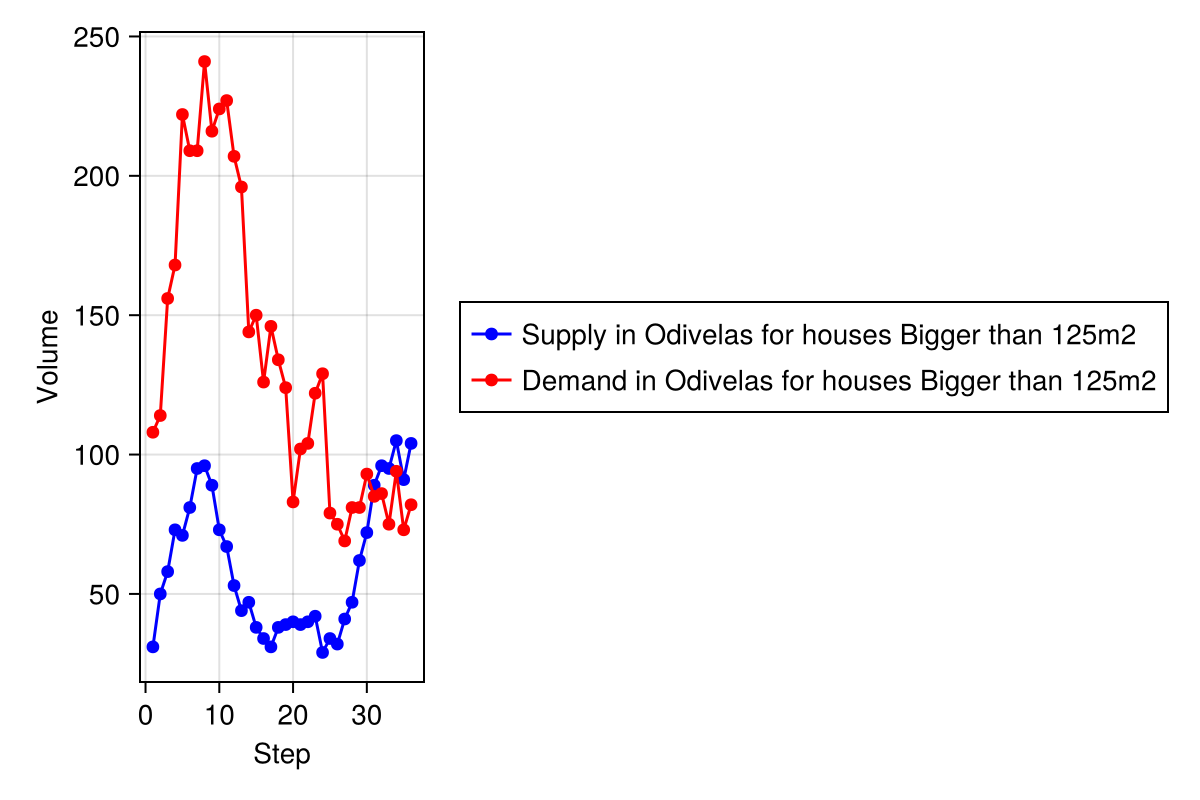 250
200
150
100
50
Volume
0 10 20 30
Step
Supply in Odivelas for houses Bigger than 125m2
Demand in Odivelas for houses Bigger than 125m2